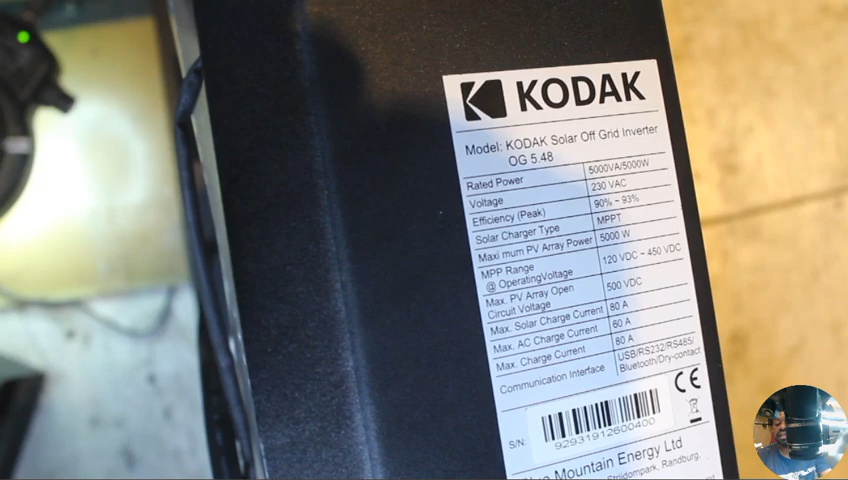 KODAK
Model: KODAK Solar Off Grid Inverter
OG 5.48
Rated Power 5000VA/5000W
Voltage 230 VAC
Efficiency (Peak) 90% ~ 93%
Solar Charger Type MPPT
Maxi mum PV Array Power 5000 W
MPP Range
@ OperatingVoltage 120 VDC ~ 450 VDC
Max. PV Array Open
Circuit Voltage 500 VDC
Max. Solar Charge Current 80 A
Max. AC Charge Current 60 A
Max. Charge Current 80 A
Communication Interface USB/RS232/RS485/
Bluetooth/Dry-contact
CE
S/N: 92931912600400
Blue Mountain Energy Ltd
Strijdompark, Randburg,